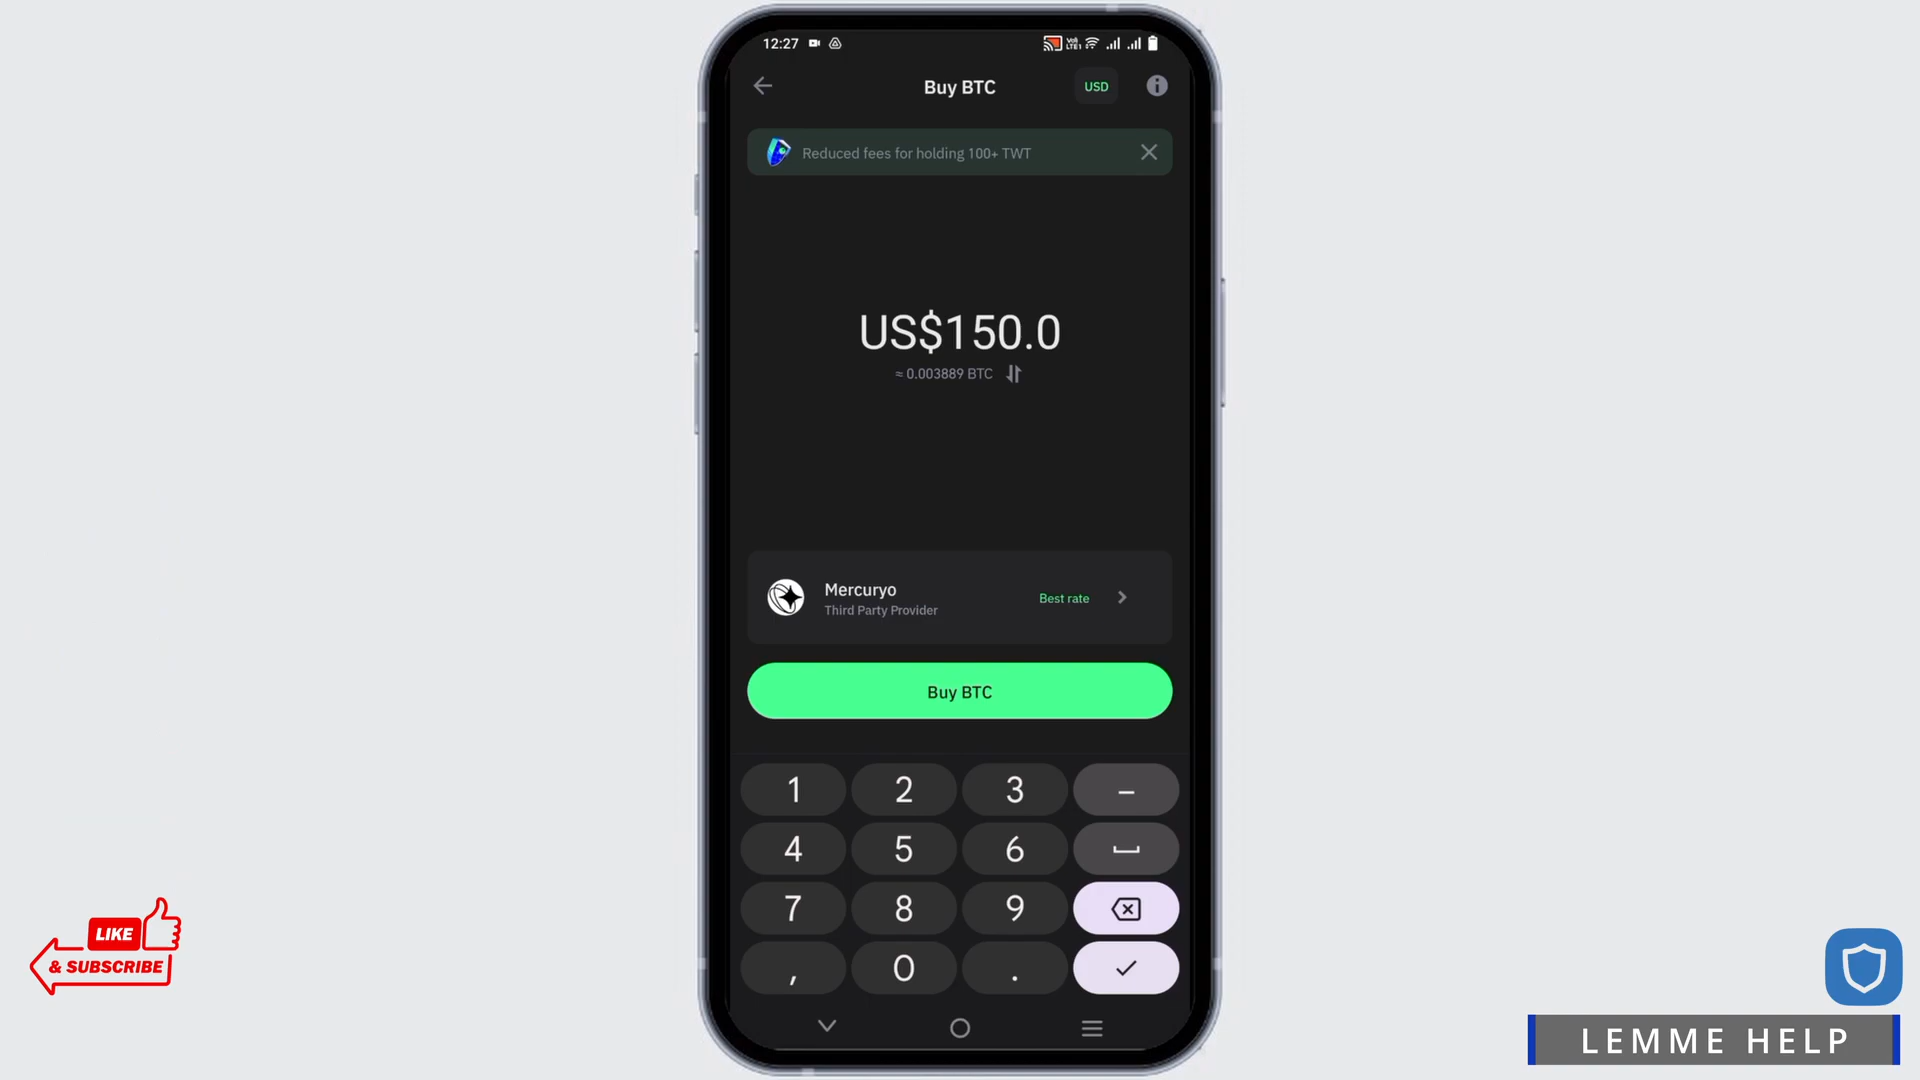 12:27
Buy BTC
USD
Reduced fees for holding 100+ TWT
US$150.0
≈ 0.003889 BTC
Mercuryo
Third Party Provider
Best rate
Buy BTC
1 2 3 –
4 5 6
7 8 9
, 0 .
LIKE
& SUBSCRIBE
LEMME HELP